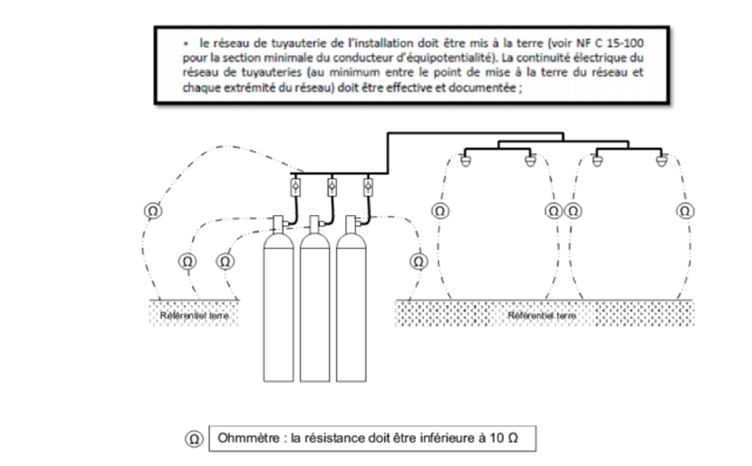 • le réseau de tuyauterie de l'installation doit être mis à la terre (voir NF C 15-100
pour la section minimale du conducteur d'équipotentialité). La continuité électrique du
réseau de tuyauteries (au minimum entre le point de mise à la terre du réseau et
chaque extrémité du réseau) doit être effective et documentée ;
Ω Ω Ω Ω Ω
Ω Ω Ω
Référentiel terre Référentiel terre
Ω Ohmmètre : la résistance doit être inférieure à 10 Ω